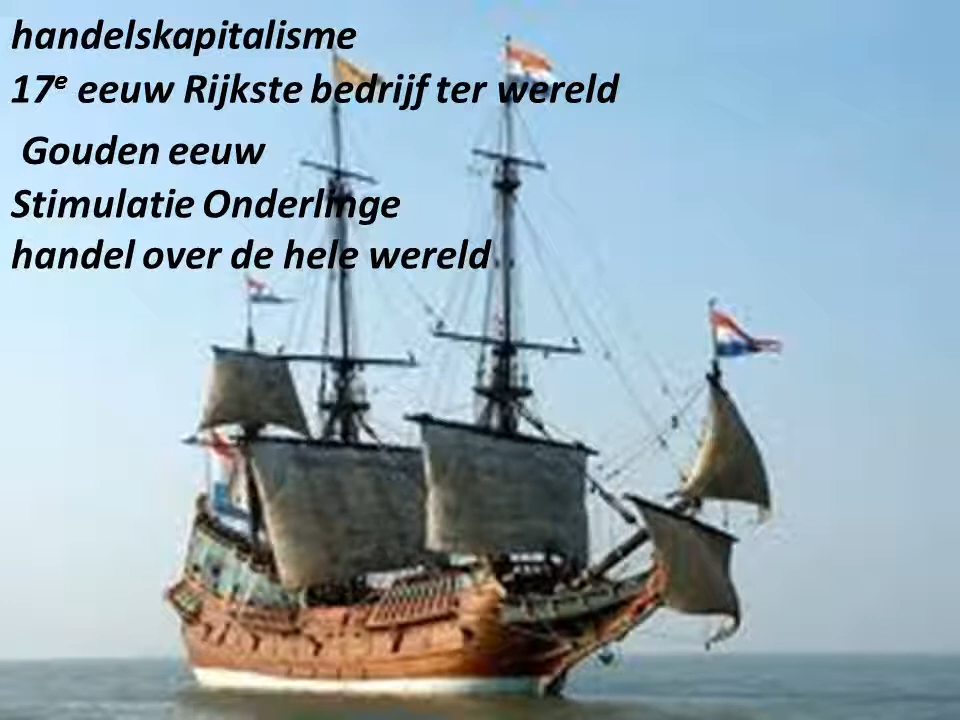 handelskapitalisme
17e eeuw Rijkste bedrijf ter wereld
Gouden eeuw
Stimulatie Onderlinge
handel over de hele wereld